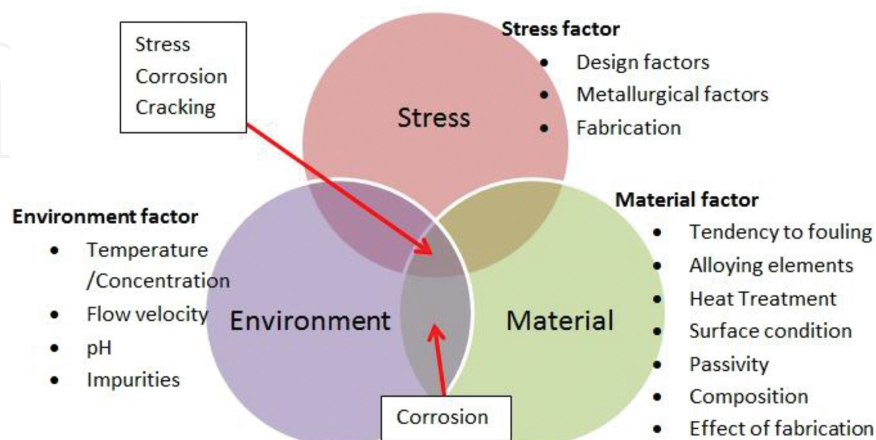 Stress
Corrosion
Cracking
Stress factor
• Design factors
• Metallurgical factors
• Fabrication
Stress
Environment factor
• Temperature
/Concentration
• Flow velocity
• pH
• Impurities
Environment
Material
Material factor
• Tendency to fouling
• Alloying elements
• Heat Treatment
• Surface condition
• Passivity
• Composition
• Effect of fabrication
Corrosion